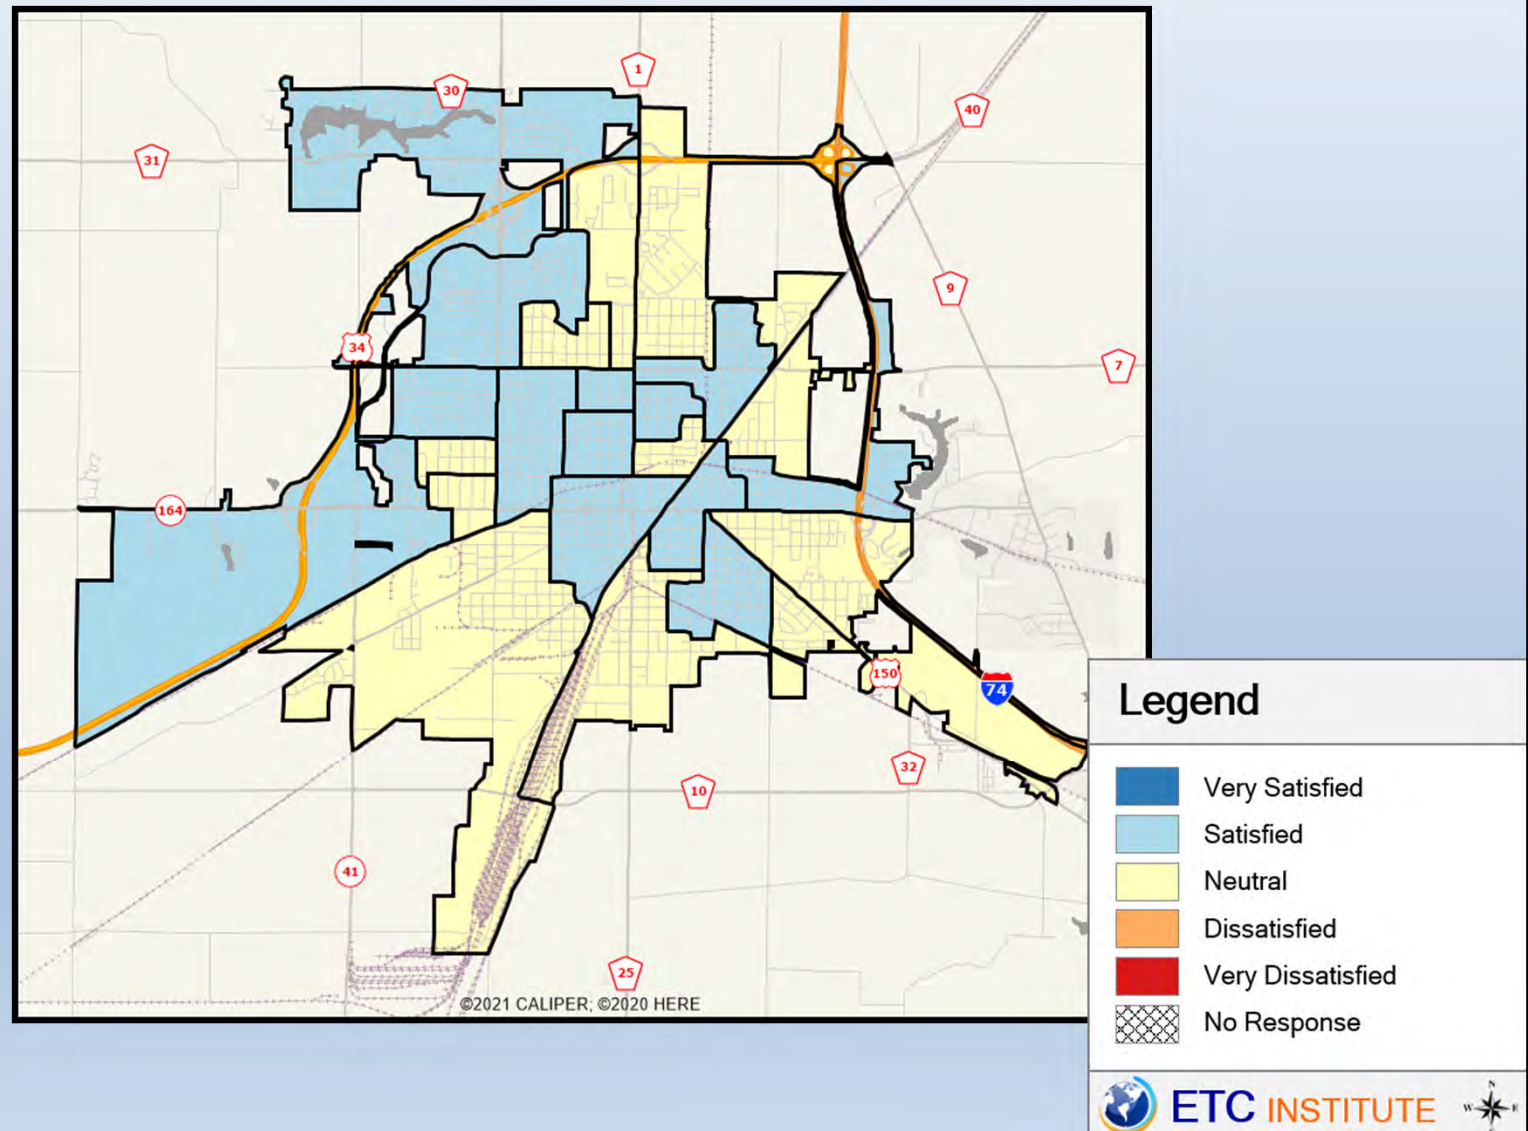 1
30
40
31
9
34
7
164
150
74
32
10
41
25
©2021 CALIPER; ©2020 HERE
Legend
Very Satisfied
Satisfied
Neutral
Dissatisfied
Very Dissatisfied
No Response
ETC INSTITUTE
N
W
E